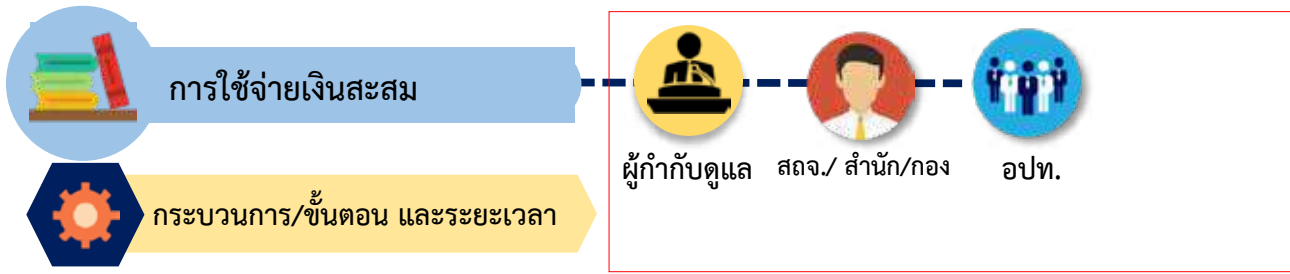 การใช้จ่ายเงินสะสม
ผู้กำกับดูแล
สถจ./ สำนัก/กอง
อปท.
กระบวนการ/ขั้นตอน และระยะเวลา